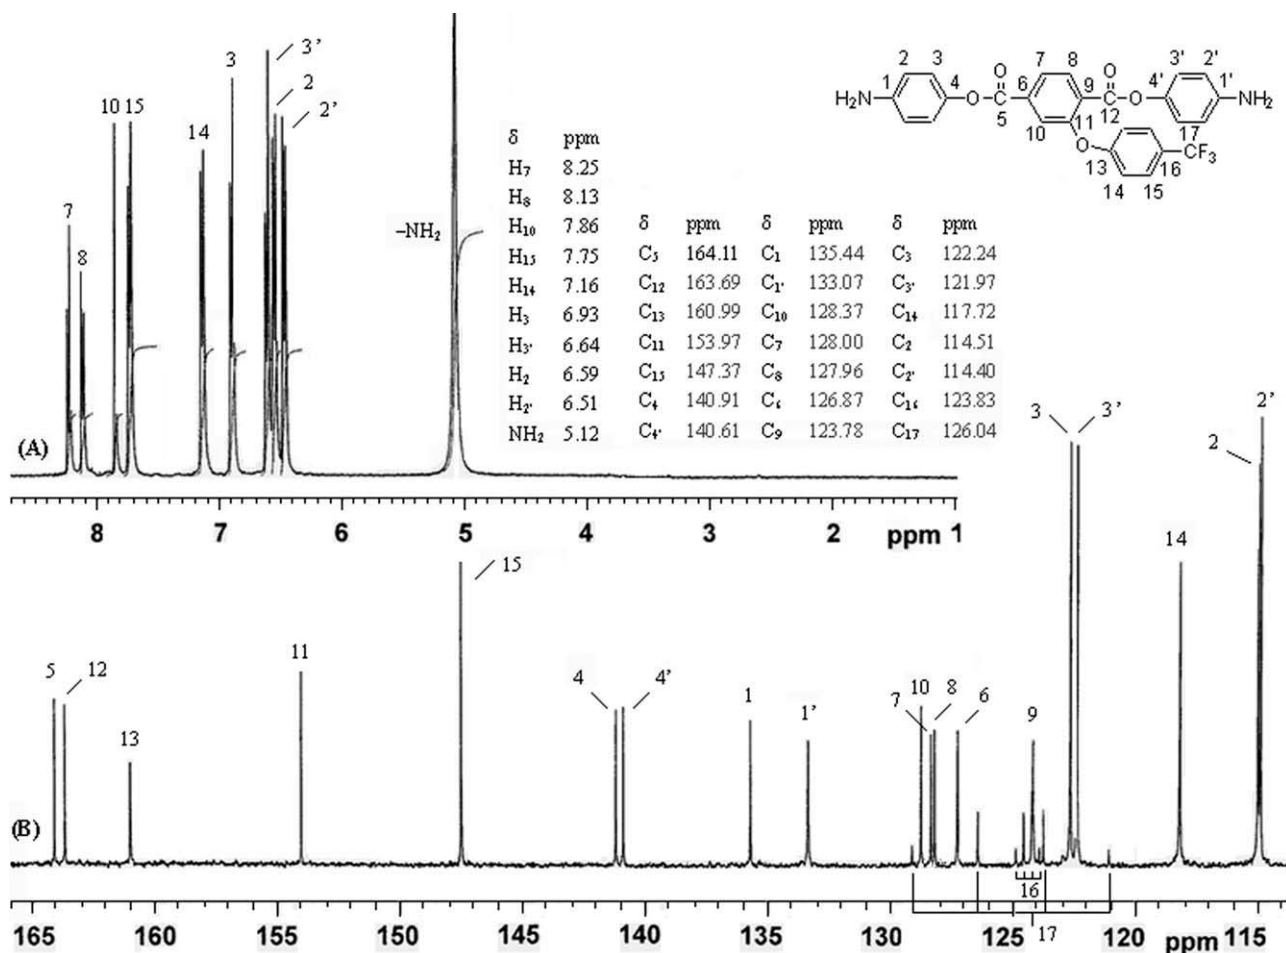 3'
3
2
10 15
2'
14
7
8
–NH₂
(A)
8 7 6 5 4 3 2 ppm 1
2 3 7 8 3' 2'
1 4 O 6 9 O 4' 1'
H₂N O 5 12 O NH₂
10 11 17
O CF₃
13 16
14 15
δ ppm
H₇ 8.25
H₈ 8.13
H₁₀ 7.86
H₁₅ 7.75
H₁₄ 7.16
H₃ 6.93
H₃' 6.64
H₂ 6.59
H₂' 6.51
NH₂ 5.12
δ ppm δ ppm δ ppm
C₅ 164.11 C₁ 135.44 C₃ 122.24
C₁₂ 163.69 C₁' 133.07 C₃' 121.97
C₁₃ 160.99 C₁₀ 128.37 C₁₄ 117.72
C₁₁ 153.97 C₇ 128.00 C₂ 114.51
C₁₅ 147.37 C₈ 127.96 C₂' 114.40
C₄ 140.91 C₆ 126.87 C₁₆ 123.83
C₄' 140.61 C₉ 123.78 C₁₇ 126.04
3 3' 2'
2
14
15
11
5 12
13
4 4'
1 1'
7 10 8 6
9
(B)
16
17
165 160 155 150 145 140 135 130 125 120 ppm 115